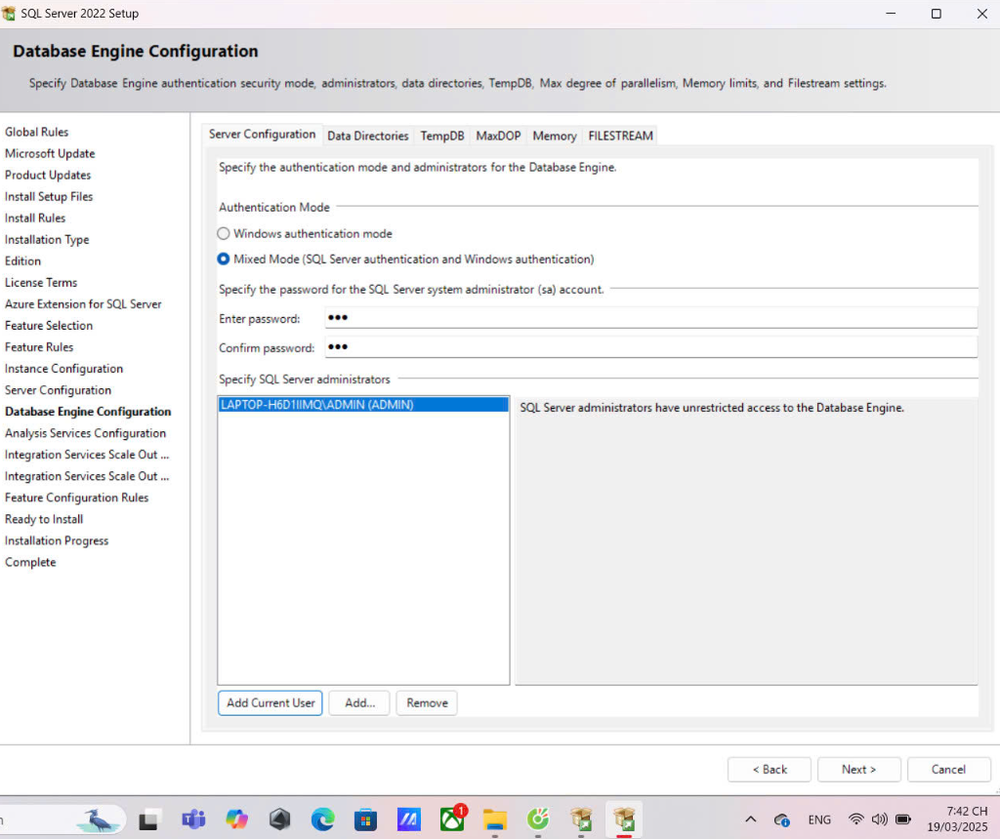 SQL Server 2022 Setup
Database Engine Configuration
Specify Database Engine authentication security mode, administrators, data directories, TempDB, Max degree of parallelism, Memory limits, and Filestream settings.
Global Rules
Microsoft Update
Product Updates
Install Setup Files
Install Rules
Installation Type
Edition
License Terms
Azure Extension for SQL Server
Feature Selection
Feature Rules
Instance Configuration
Server Configuration
Database Engine Configuration
Analysis Services Configuration
Integration Services Scale Out ...
Integration Services Scale Out ...
Feature Configuration Rules
Ready to Install
Installation Progress
Complete
Server Configuration Data Directories TempDB MaxDOP Memory FILESTREAM
Specify the authentication mode and administrators for the Database Engine.
Authentication Mode
Windows authentication mode
Mixed Mode (SQL Server authentication and Windows authentication)
Specify the password for the SQL Server system administrator (sa) account.
Enter password: ●●●
Confirm password: ●●●
Specify SQL Server administrators
LAPTOP-H6D1IIMQ\ADMIN (ADMIN)
SQL Server administrators have unrestricted access to the Database Engine.
Add Current User Add... Remove
< Back Next > Cancel
1
ENG
7:42 CH
19/03/2025